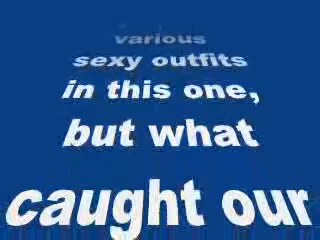 various
sexy outfits
in this one,
but what
caught our